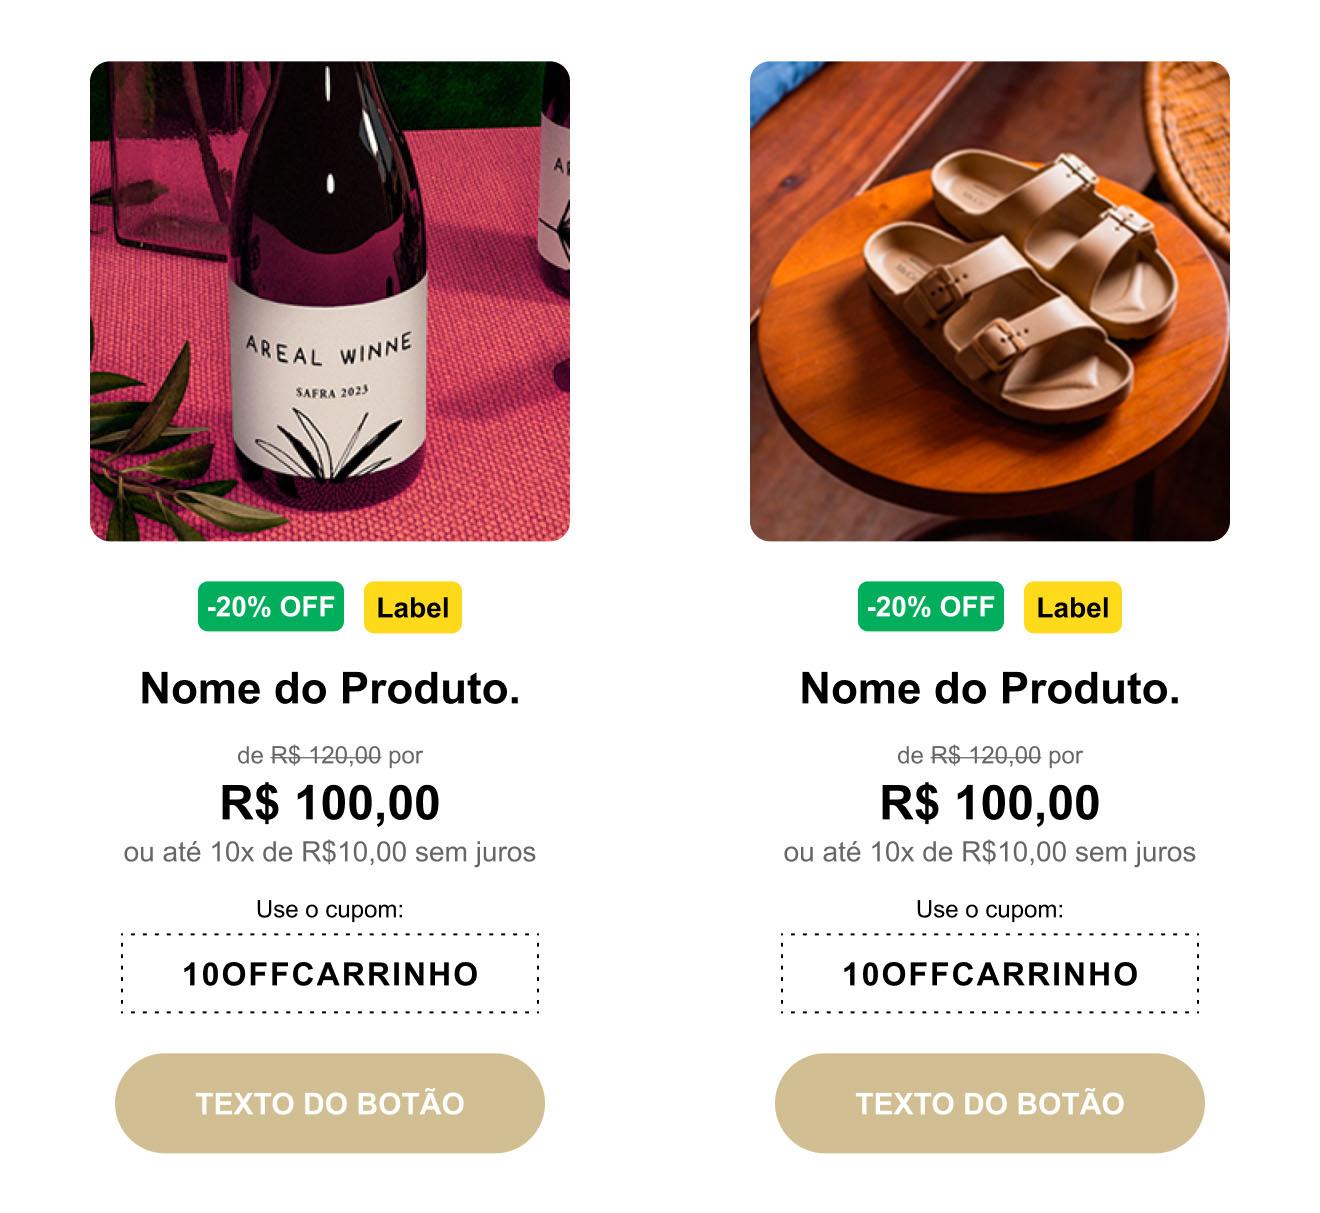 AREAL WINNE
SAFRA 2023
-20% OFF
Label
Nome do Produto.
de R$ 120,00 por
R$ 100,00
ou até 10x de R$10,00 sem juros
Use o cupom:
10OFFCARRINHO
TEXTO DO BOTÃO
-20% OFF
Label
Nome do Produto.
de R$ 120,00 por
R$ 100,00
ou até 10x de R$10,00 sem juros
Use o cupom:
10OFFCARRINHO
TEXTO DO BOTÃO